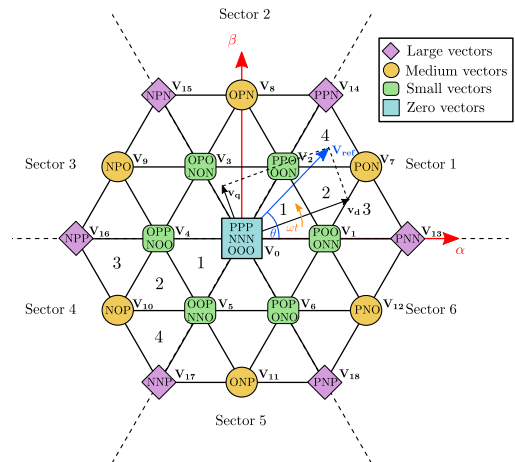 Sector 2
β
Large vectors
Medium vectors
Small vectors
Zero vectors
NPN V15
OPN V8
PPN V14
4
Vref
Sector 3
NPO V9
OPO
NON V3
PPO
OON V2
PON V7
Sector 1
vq
1
2
3
vd
ωt
θ
NPP V16
OPP
NOO V4
1
PPP
NNN
OOO
V0
POO
ONN V1
PNN V13
α
3
2
Sector 4
NOP V10
OOP
NNO V5
POP
ONO V6
PNO V12
Sector 6
4
NNP V17
ONP V11
PNP V18
Sector 5